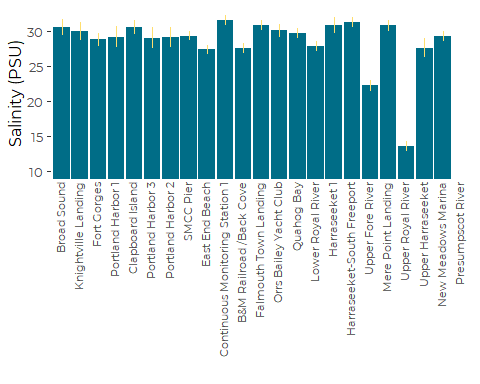 Salinity (PSU)
30
25
20
15
10
Broad Sound
Knightville Landing
Fort Gorges
Portland Harbor 1
Clapboard Island
Portland Harbor 3
Portland Harbor 2
SMCC Pier
East End Beach
Continuous Monitoring Station 1
B&M Railroad / Back Cove
Falmouth Town Landing
Orrs Bailey Yacht Club
Quahog Bay
Lower Royal River
Harraseeket 1
Harraseeket-South Freeport
Upper Fore River
Mere Point Landing
Upper Royal River
Upper Harraseeket
New Meadows Marina
Presumpscot River